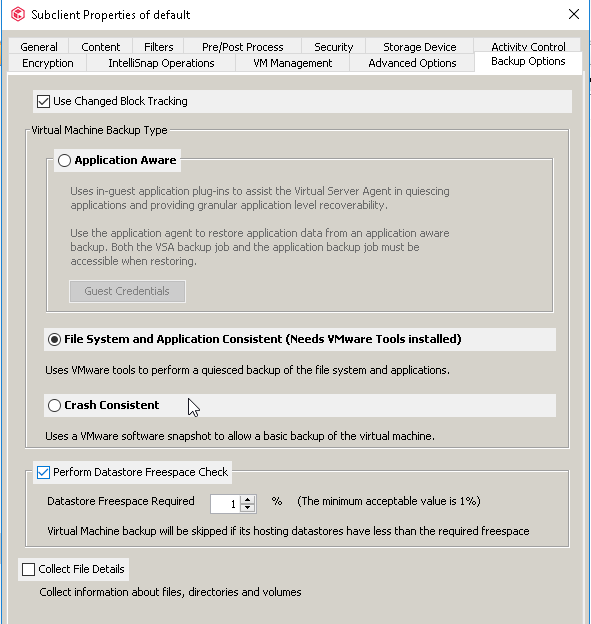 Subclient Properties of default
General Content Filters Pre/Post Process Security Storage Device Activity Control
Encryption IntelliSnap Operations VM Management Advanced Options Backup Options
Use Changed Block Tracking
Virtual Machine Backup Type
Application Aware
Uses in-guest application plug-ins to assist the Virtual Server Agent in quiescing
applications and providing granular application level recoverability.
Use the application agent to restore application data from an application aware
backup. Both the VSA backup job and the application backup job must be
accessible when restoring.
Guest Credentials
File System and Application Consistent (Needs VMware Tools installed)
Uses VMware tools to perform a quiesced backup of the file system and applications.
Crash Consistent
Uses a VMware software snapshot to allow a basic backup of the virtual machine.
Perform Datastore Freespace Check
Datastore Freespace Required 1 % (The minimum acceptable value is 1%)
Virtual Machine backup will be skipped if its hosting datastores have less than the required freespace
Collect File Details
Collect information about files, directories and volumes